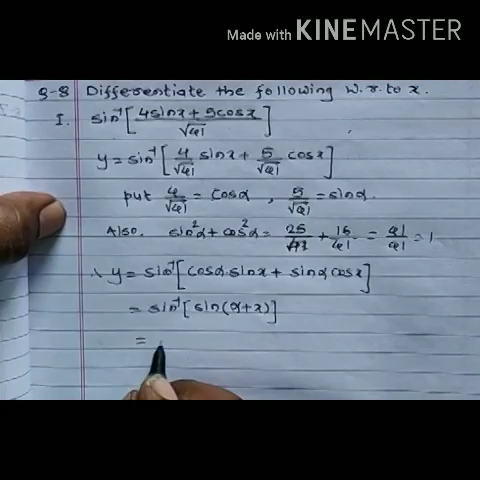 Made with KINEMASTER
Q-8 Differentiate the following w.r.to x.
I. sin⁻¹[(4sinx + 5cosx)/√41]
y = sin⁻¹[4/√41 sinx + 5/√41 cosx]
put 4/√41 = cosα , 5/√41 = sinα.
Also. sin²α + cos²α = 25/41 + 16/41 = 41/41 = 1
∴ y = sin⁻¹[cosα.sinx + sinα cosx]
= sin⁻¹[sin(α+x)]
=